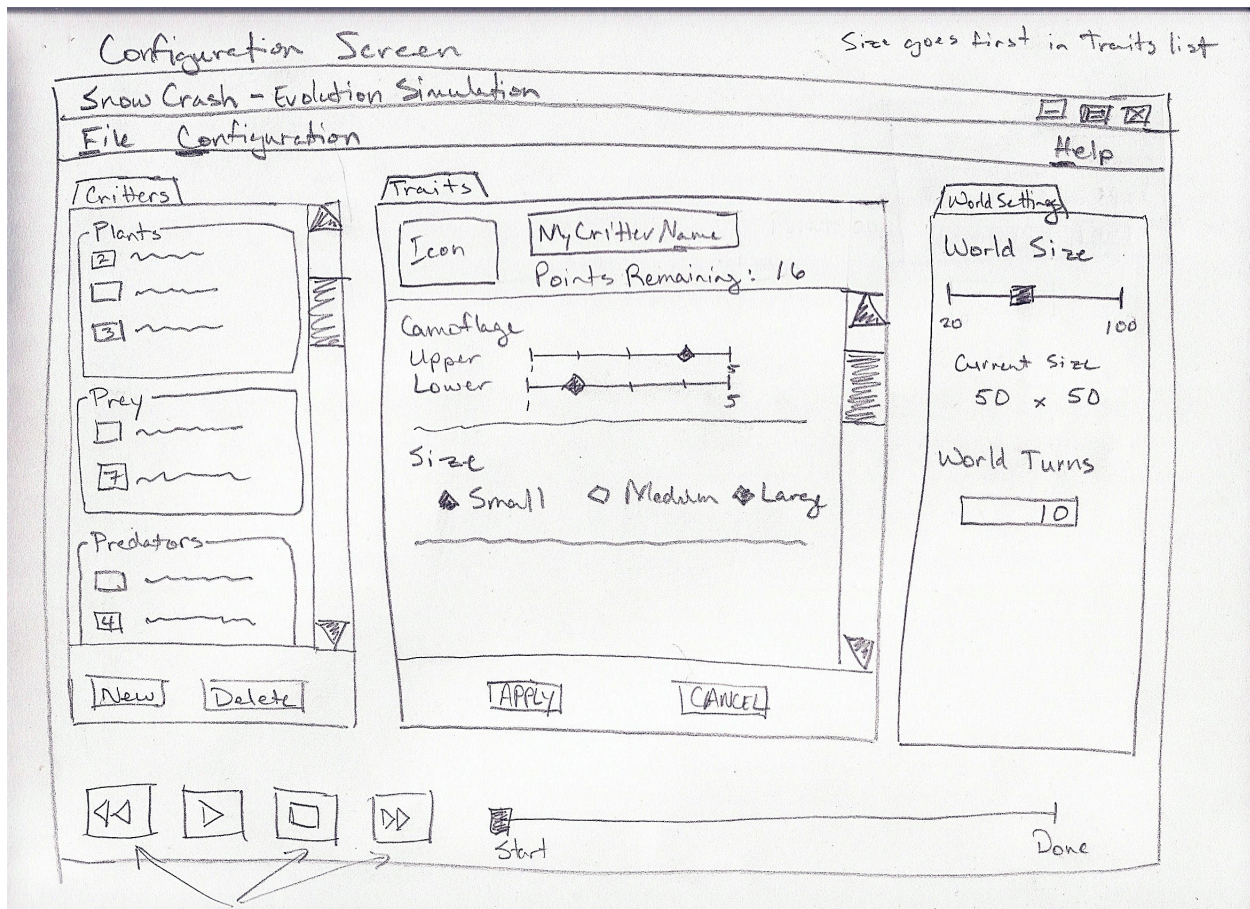 Configuration Screen
Size goes first in Traits list
Snow Crash - Evolution Simulation
File Configuration
Help
Critters
Plants
2
3
Prey
7
Predators
4
New Delete
Traits
Icon
MyCritterName
Points Remaining: 16
Camoflage
Upper
5
Lower
1 5
Size
Small Medium Large
APPLY CANCEL
World Setting
World Size
20 100
Current Size
50 x 50
World Turns
10
Start
Done